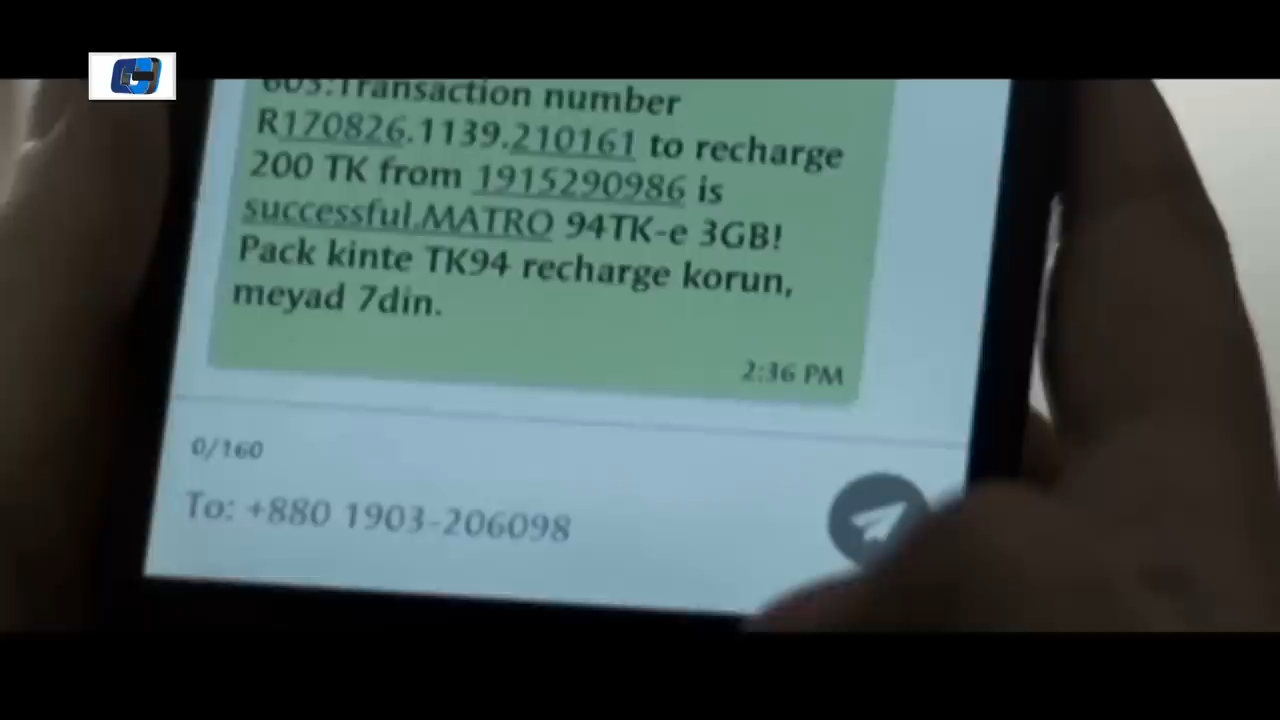 605:Transaction number
R170826.1139.210161 to recharge
200 TK from 1915290986 is
successful.MATRO 94TK-e 3GB!
Pack kinte TK94 recharge korun,
meyad 7din.
2:36 PM
0/160
To: +880 1903-206098